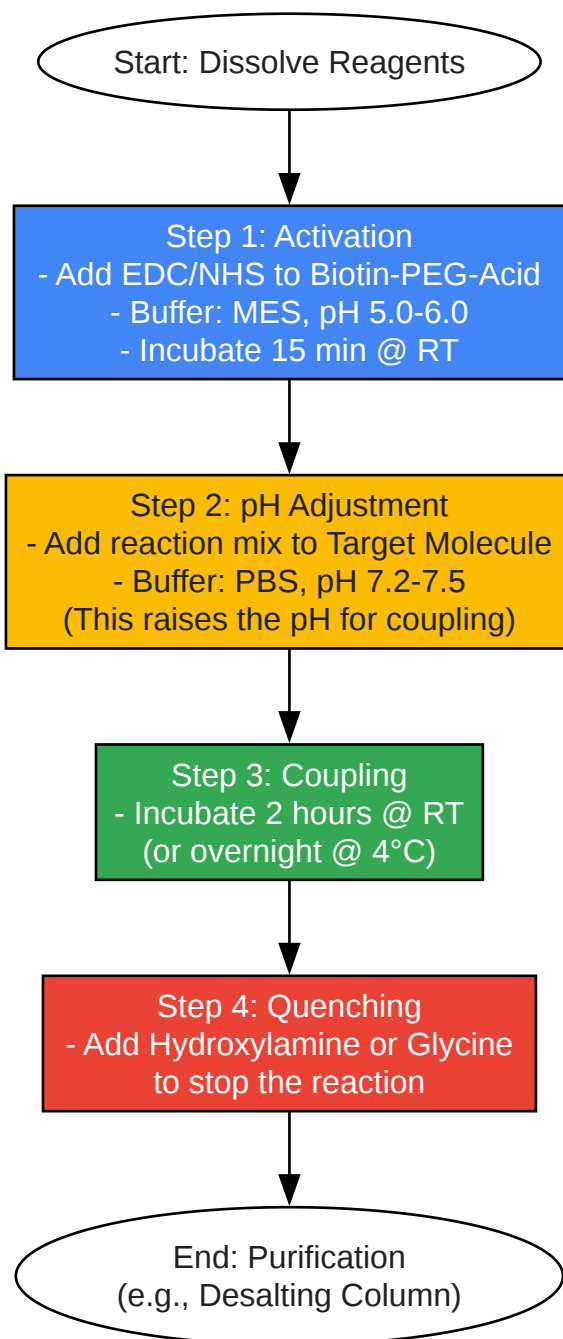 Start: Dissolve Reagents
Step 1: Activation
- Add EDC/NHS to Biotin-PEG-Acid
- Buffer: MES, pH 5.0-6.0
- Incubate 15 min @ RT
Step 2: pH Adjustment
- Add reaction mix to Target Molecule
- Buffer: PBS, pH 7.2-7.5
(This raises the pH for coupling)
Step 3: Coupling
- Incubate 2 hours @ RT
(or overnight @ 4°C)
Step 4: Quenching
- Add Hydroxylamine or Glycine
to stop the reaction
End: Purification
(e.g., Desalting Column)